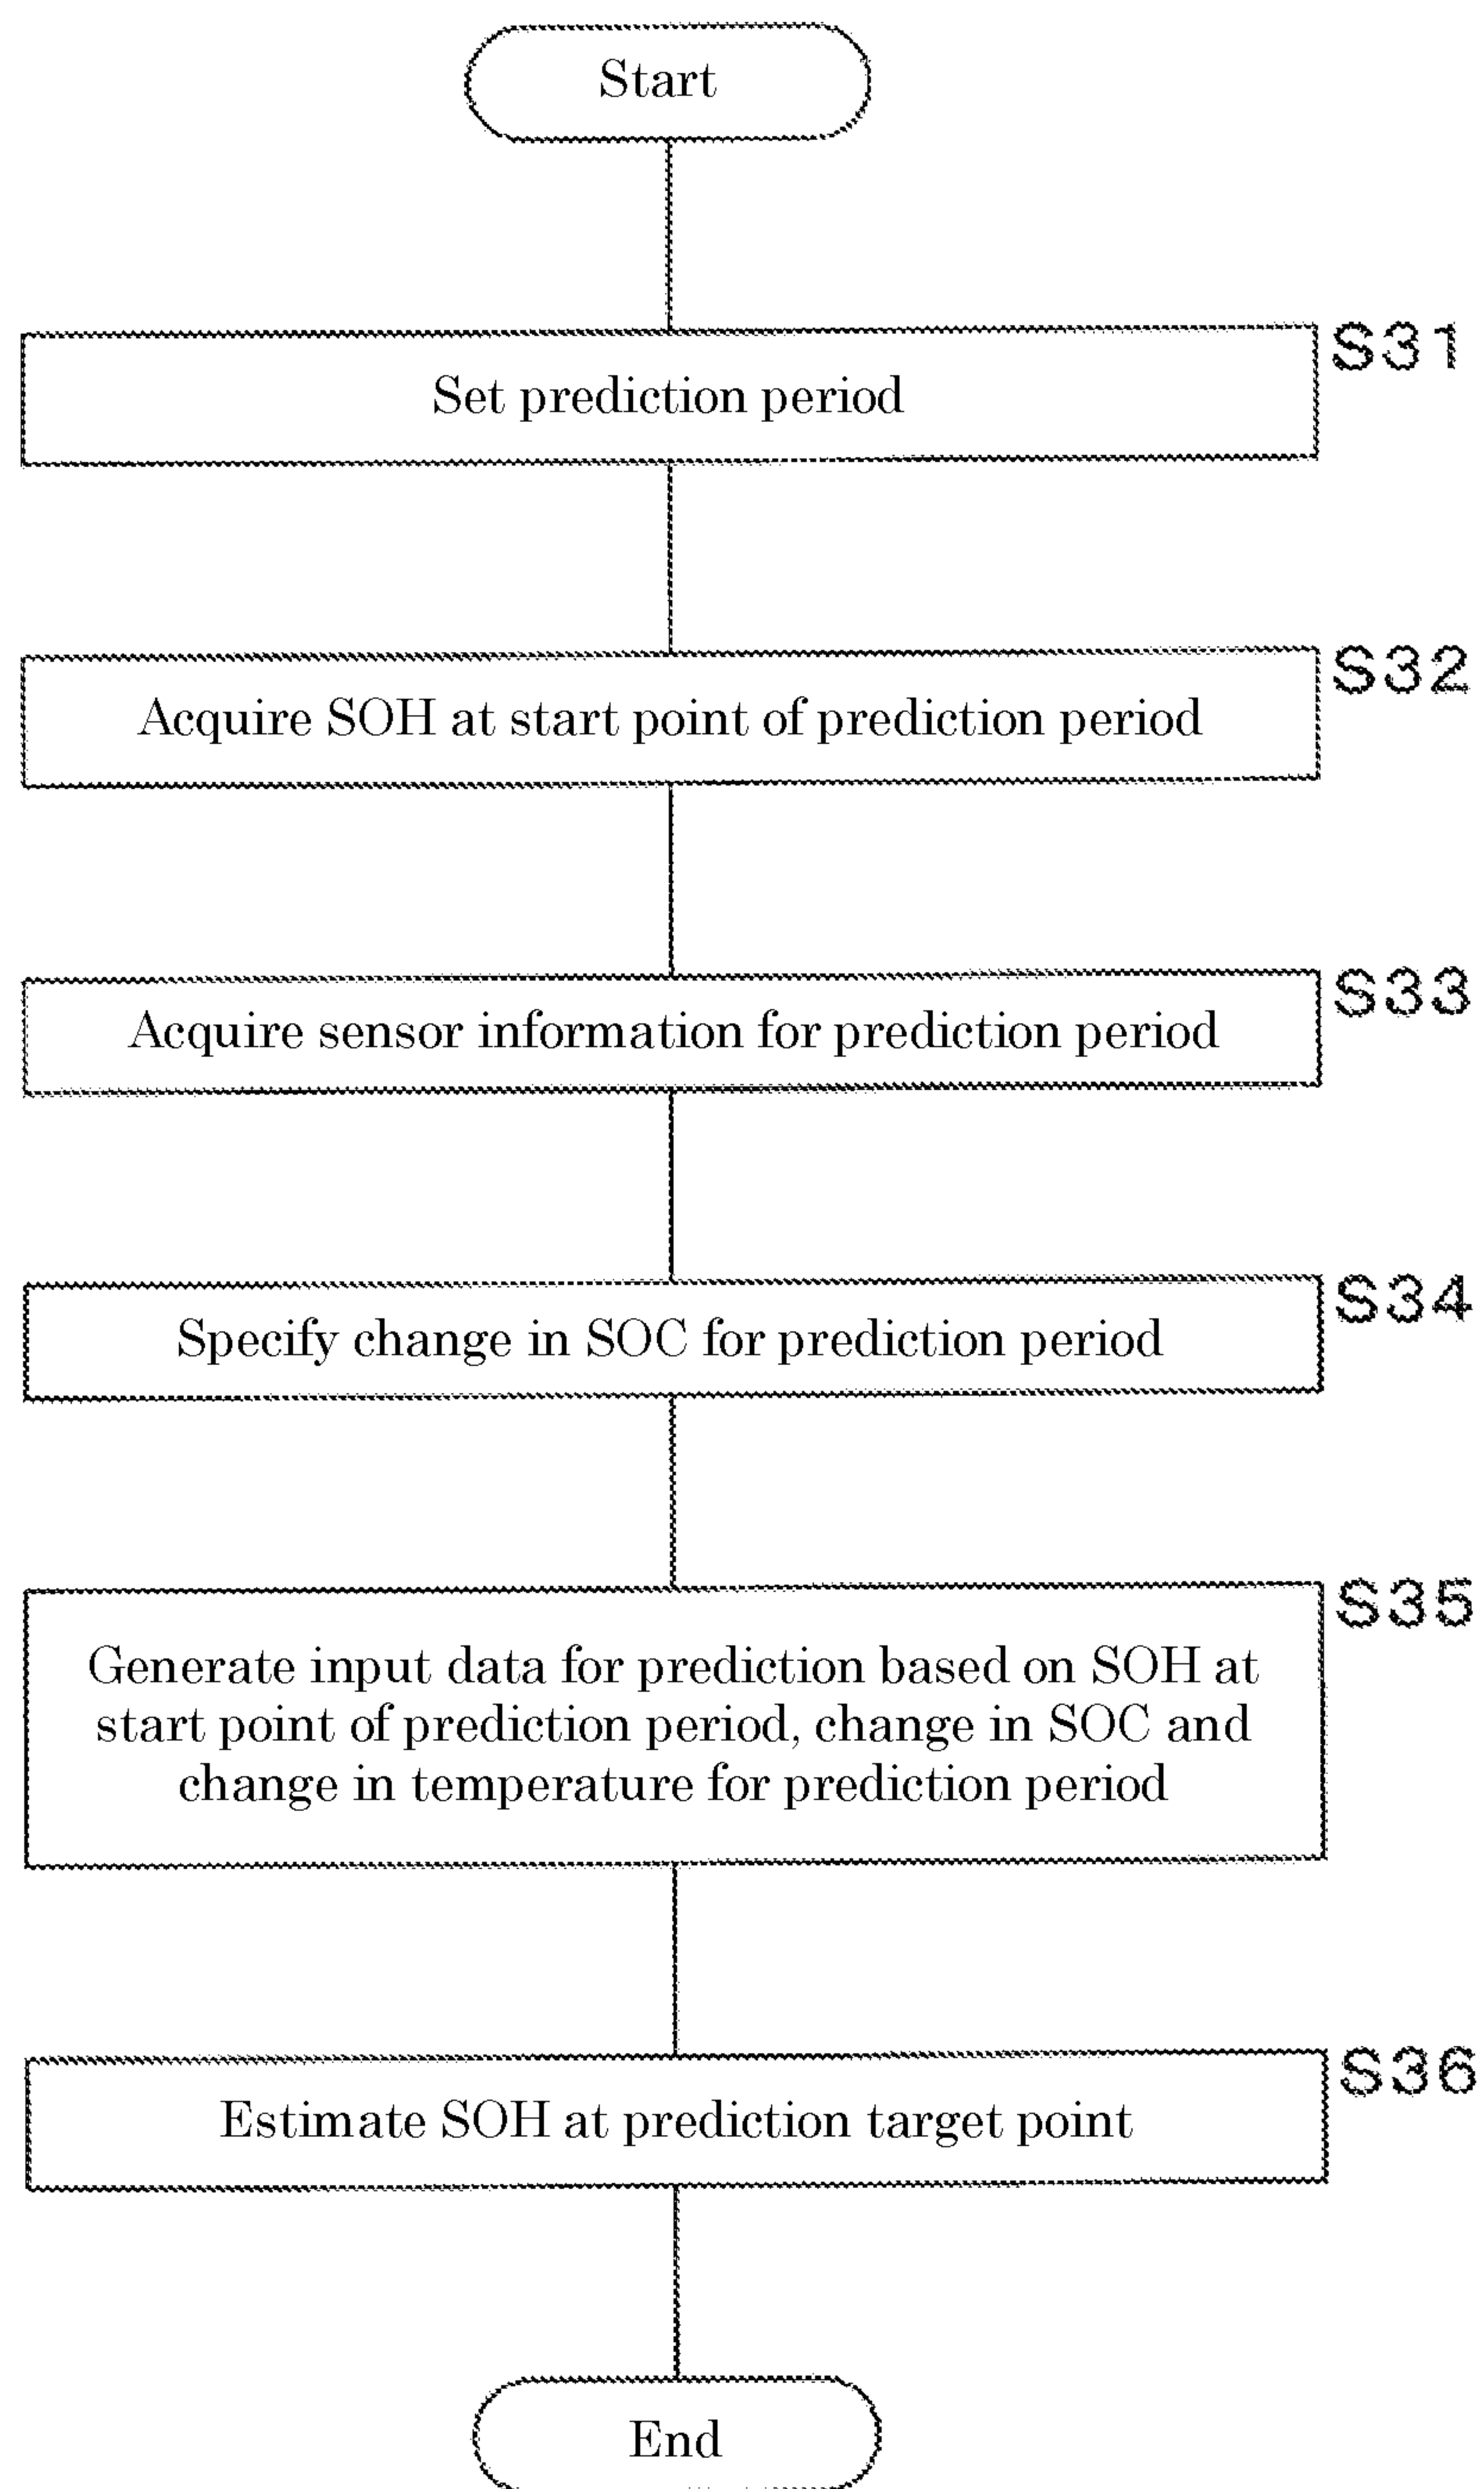 Start
S31
Set prediction period
S32
Acquire SOH at start point of prediction period
S33
Acquire sensor information for prediction period
S34
Specify change in SOC for prediction period
S35
Generate input data for prediction based on SOH at
start point of prediction period, change in SOC and
change in temperature for prediction period
S36
Estimate SOH at prediction target point
End